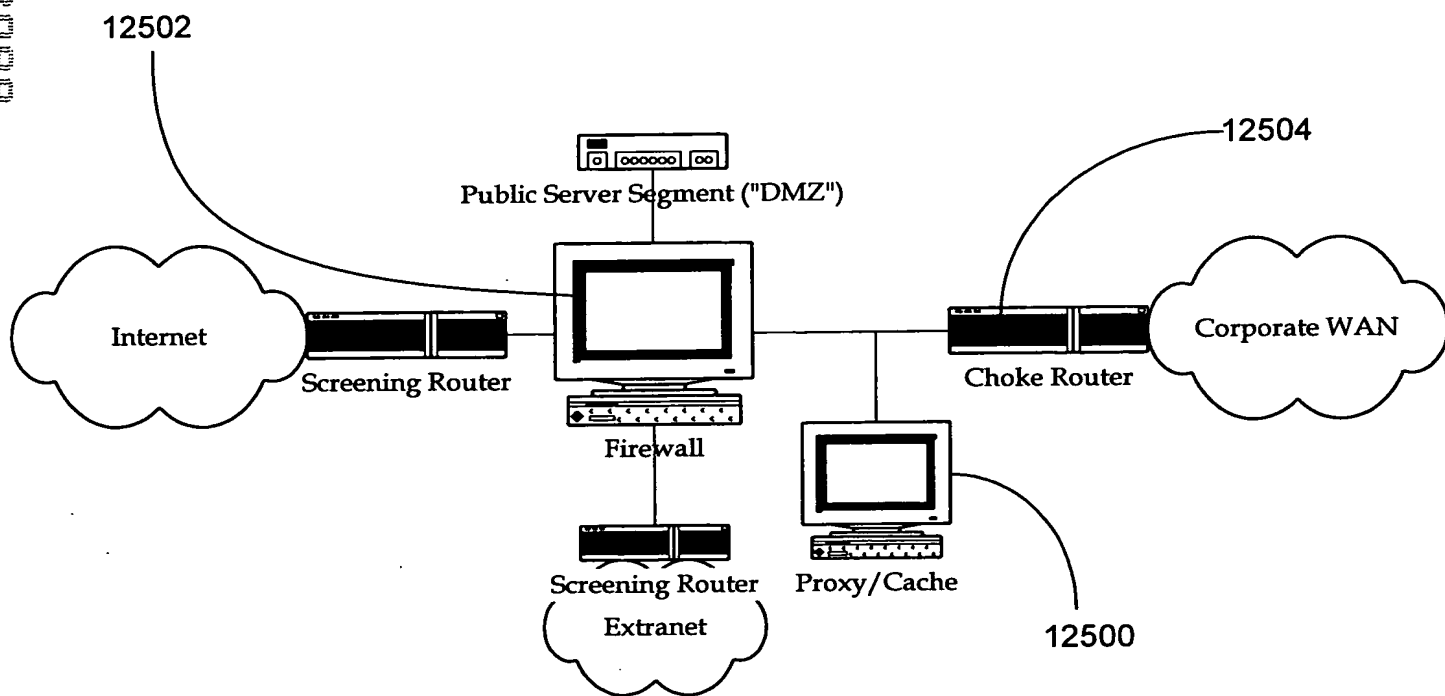 12502
12504
Public Server Segment ("DMZ")
Internet
Screening Router
Firewall
Choke Router
Corporate WAN
Screening Router
Extranet
Proxy/Cache
12500